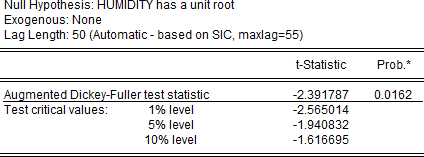 Null Hypothesis: HUMIDITY has a unit root
Exogenous: None
Lag Length: 50 (Automatic - based on SIC, maxlag=55)
t-Statistic Prob.*
Augmented Dickey-Fuller test statistic -2.391787 0.0162
Test critical values: 1% level -2.565014
5% level -1.940832
10% level -1.616695